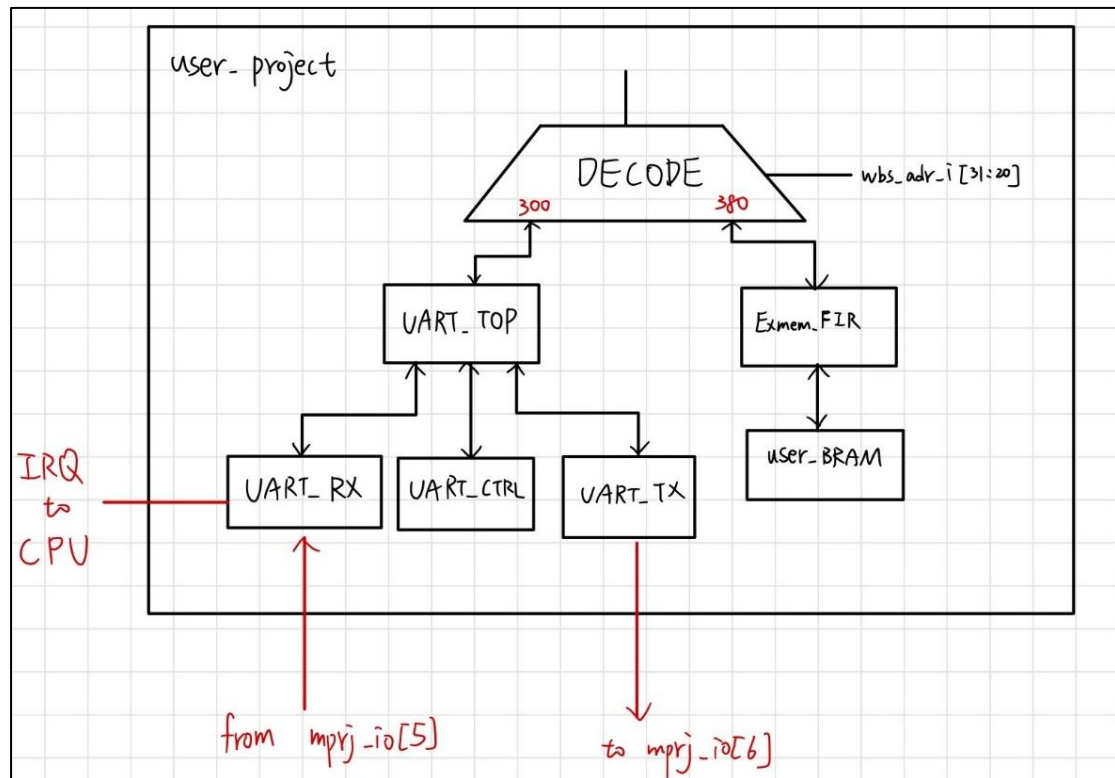 user_project
DECODE
wbs_adr_i [31:20]
300
380
UART_TOP
Exmem_FIR
user_BRAM
UART_RX
UART_CTRL
UART_TX
IRQ
to
CPU
from mprj_io[5]
to mprj_io[6]